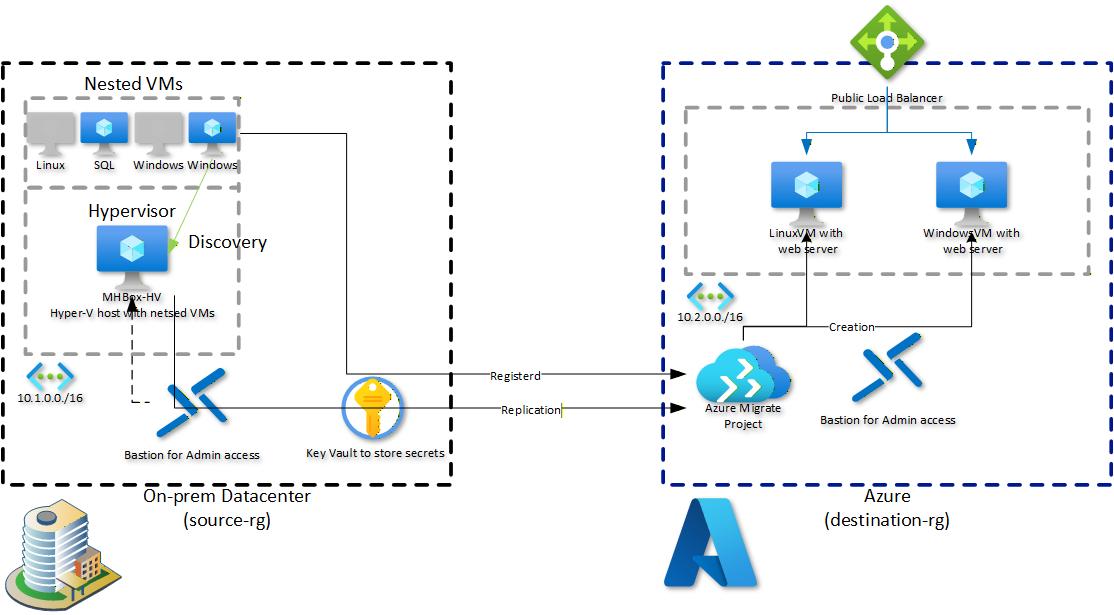 Nested VMs
Linux
SQL
Windows
Windows
Hypervisor
Discovery
MHBox-HV
Hyper-V host with netsed VMs
10.1.0.0./16
Bastion for Admin access
Key Vault to store secrets
On-prem Datacenter
(source-rg)
Registerd
Replication
Public Load Balancer
LinuxVM with
web server
WindowsVM with
web server
10.2.0.0./16
Creation
Azure Migrate
Project
Bastion for Admin access
Azure
(destination-rg)